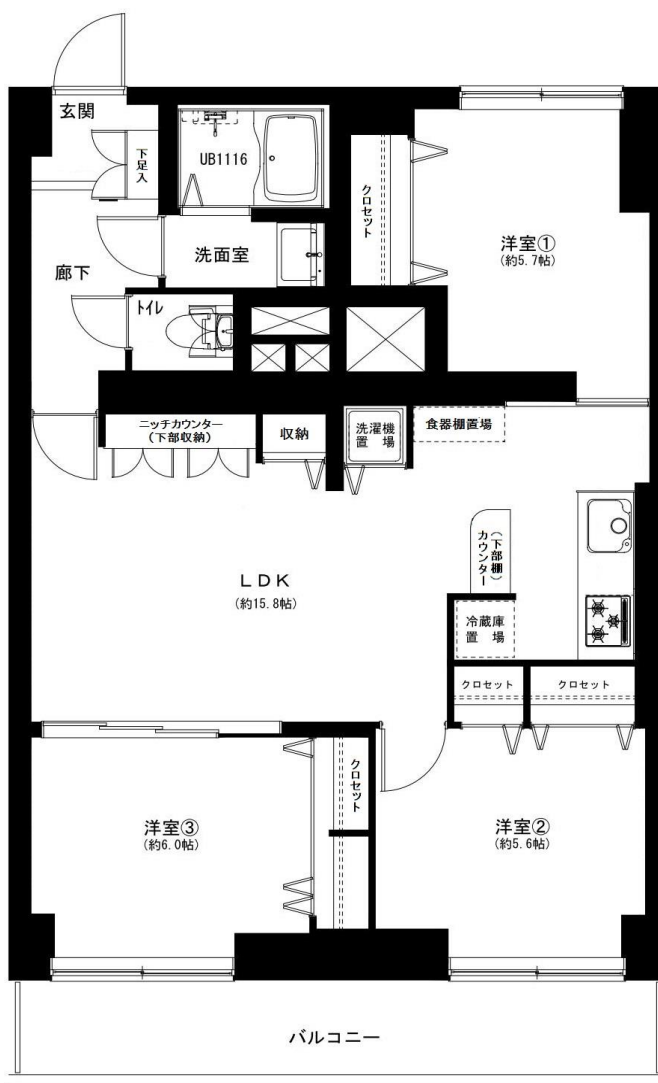 玄関
下足入
UB1116
クロゼット
洋室①
(約5.7帖)
洗面室
廊下
トイレ
ニッチカウンター
(下部収納)
収納
洗濯機
置場
食器棚置場
(下部棚)
カウンター
LDK
(約15.8帖)
冷蔵庫
置場
クロゼット
クロゼット
クロゼット
洋室③
(約6.0帖)
洋室②
(約5.6帖)
バルコニー